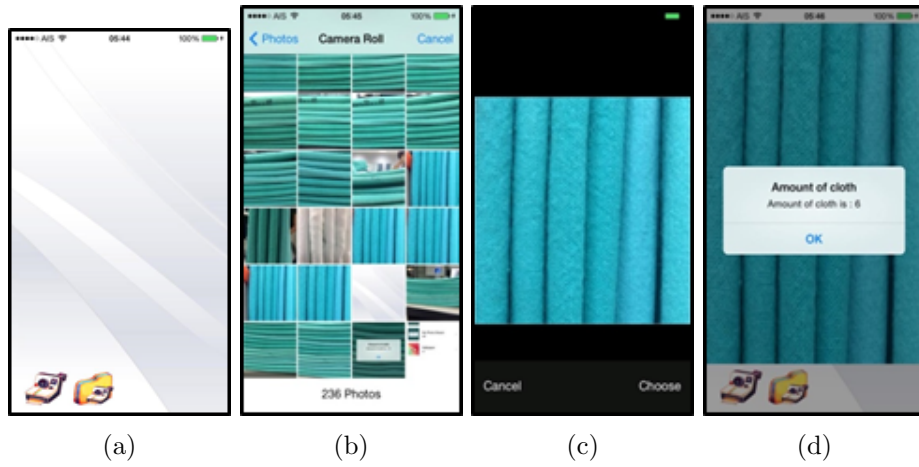 AIS 05:44 100%
AIS 05:45 100%
Photos Camera Roll Cancel
236 Photos
Cancel Choose
AIS 05:46 100%
Amount of cloth
Amount of cloth is : 6
OK
(a) (b) (c) (d)